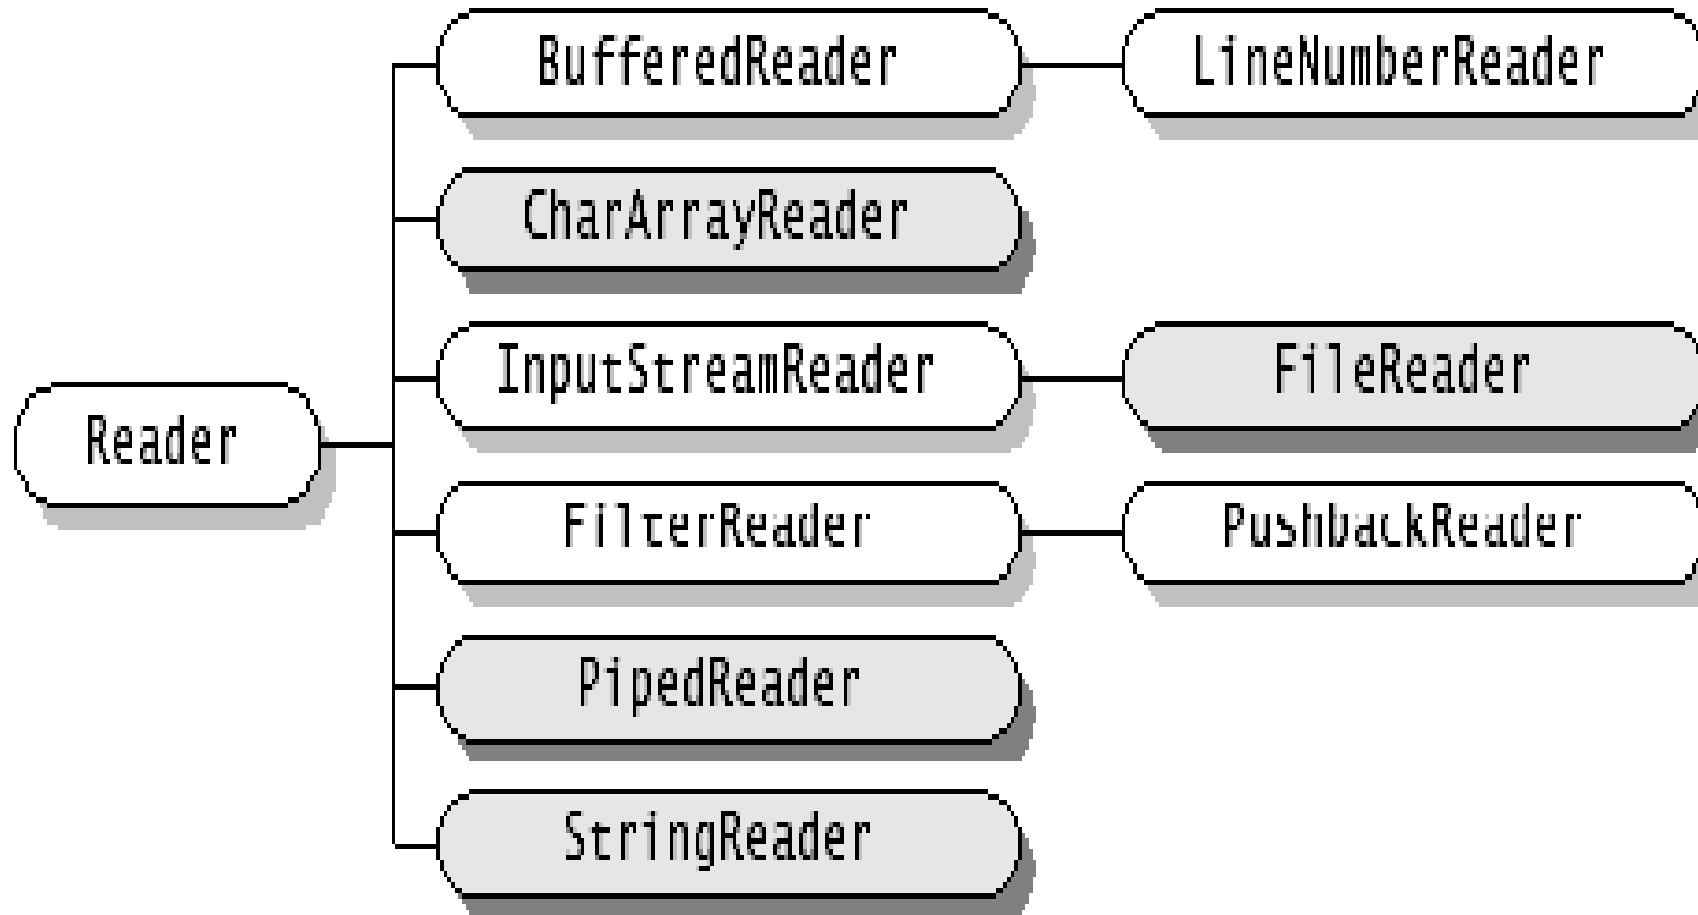 BufferedReader
LineNumberReader
CharArrayReader
InputStreamReader
FileReader
Reader
FilterReader
PushbackReader
PipedReader
StringReader